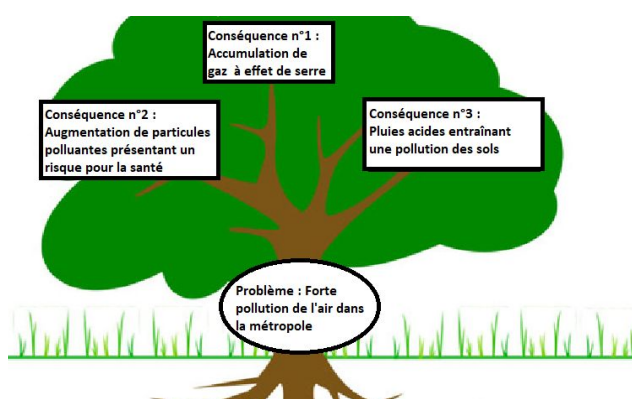 Conséquence n°1 :
Accumulation de
gaz à effet de serre
Conséquence n°2 :
Augmentation de particules
polluantes présentant un
risque pour la santé
Conséquence n°3 :
Pluies acides entraînant
une pollution des sols
Problème : Forte
pollution de l'air dans
la métropole